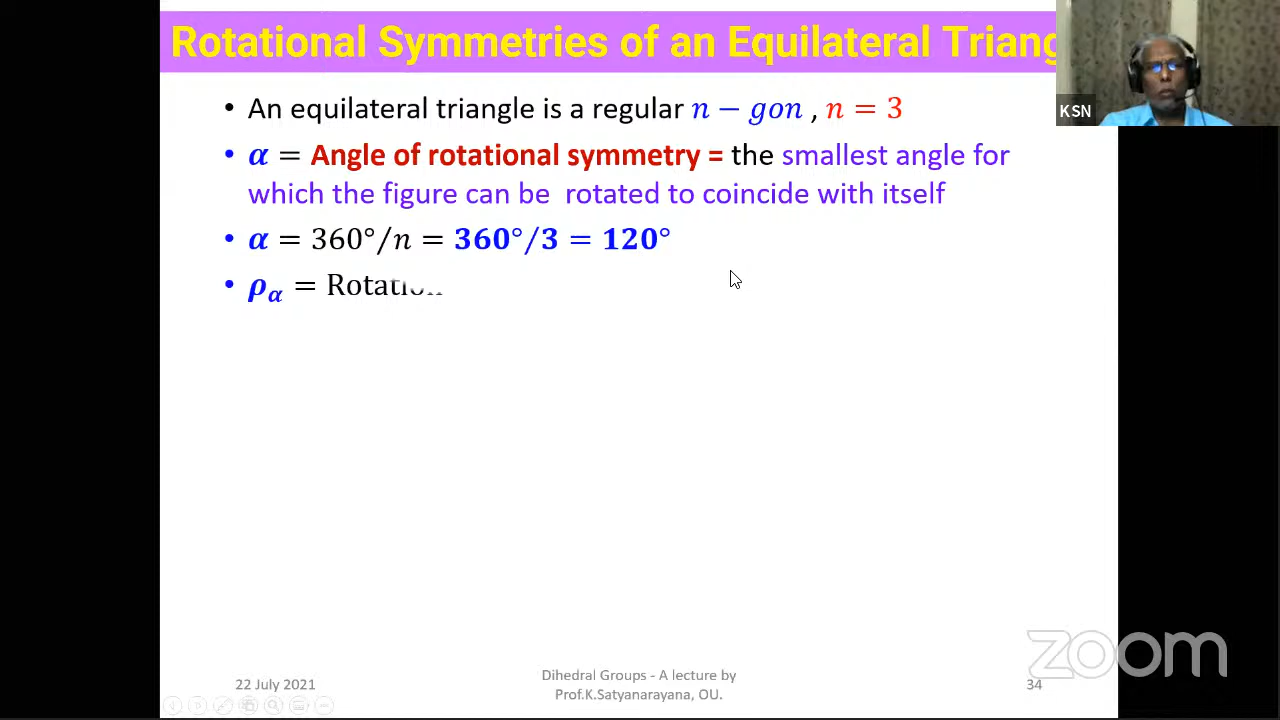 Rotational Symmetries of an Equilateral
KSN
• An equilateral triangle is a regular n − gon , n = 3
• α = Angle of rotational symmetry = the smallest angle for
which the figure can be rotated to coincide with itself
• α = 360°/n = 360°/3 = 120°
• ρα = Rotation
zoom
22 July 2021
Dihedral Groups - A lecture by
Prof.K.Satyanarayana, OU.
34